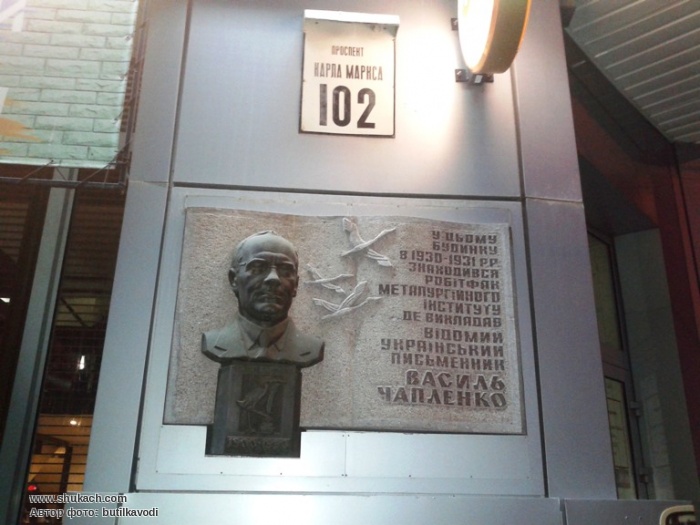 ПРОСПЕКТ
КАРЛА МАРКСА
102
У ЦЬОМУ
БУДИНКУ
В 1930-1931 РР.
ЗНАХОДИВСЯ
РОБІТФАК
МЕТАЛУРГІЙНОГО
ІНСТИТУТУ
ДЕ ВИКЛАДАВ
ВІДОМИЙ
УКРАЇНСЬКИЙ
ПИСЬМЕННИК
ВАСИЛЬ
ЧАПЛЕНКО
www.shukach.com
Автор фото: butilkavodi